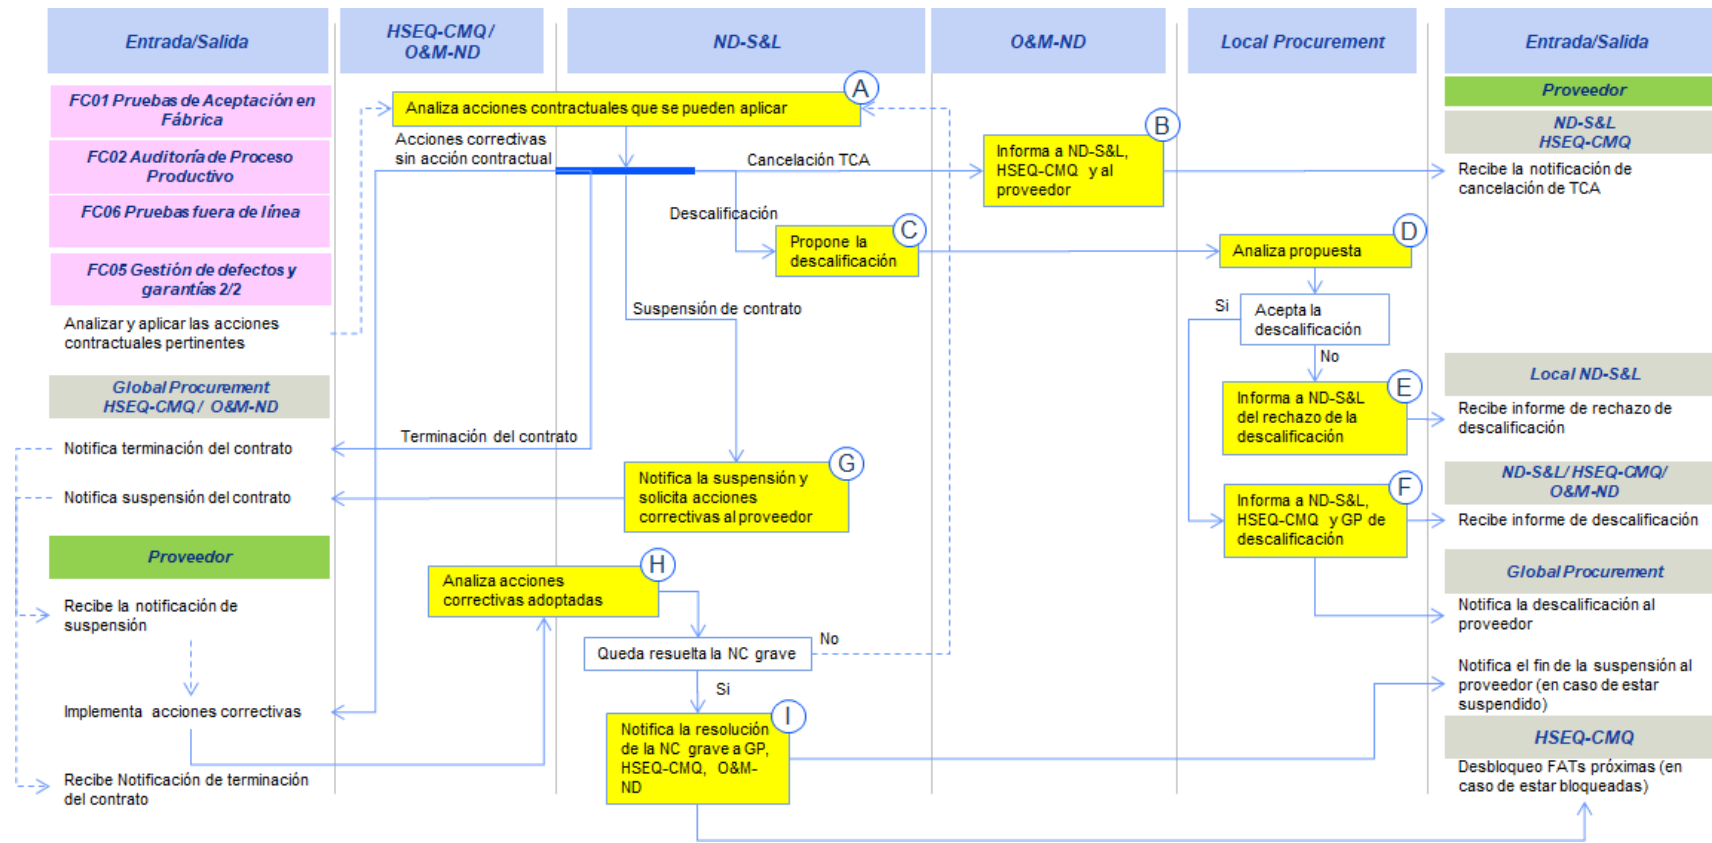 Entrada/Salida
HSEQ-CMQ /
O&M-ND
ND-S&L
O&M-ND
Local Procurement
Entrada/Salida
FC01 Pruebas de Aceptación en
Fábrica
FC02 Auditoría de Proceso
Productivo
FC06 Pruebas fuera de línea
FC05 Gestión de defectos y
garantías 2/2
Analizar y aplicar las acciones
contractuales pertinentes
Global Procurement
HSEQ-CMQ / O&M-ND
Notifica terminación del contrato
Notifica suspensión del contrato
Proveedor
Recibe la notificación de
suspensión
Implementa acciones correctivas
Recibe Notificación de terminación
del contrato
Analiza acciones contractuales que se pueden aplicar
A
Acciones correctivas
sin acción contractual
Cancelación TCA
Informa a ND-S&L,
HSEQ-CMQ y al
proveedor
B
Descalificación
Propone la
descalificación
C
Suspensión de contrato
Terminación del contrato
Notifica la suspensión y
solicita acciones
correctivas al proveedor
G
Analiza acciones
correctivas adoptadas
H
Queda resuelta la NC grave
No
Si
Notifica la resolución
de la NC grave a GP,
HSEQ-CMQ, O&M-
ND
I
Analiza propuesta
D
Si
Acepta la
descalificación
No
Informa a ND-S&L
del rechazo de la
descalificación
E
Informa a ND-S&L,
HSEQ-CMQ y GP de
descalificación
F
Proveedor
ND-S&L
HSEQ-CMQ
Recibe la notificación de
cancelación de TCA
Local ND-S&L
Recibe informe de rechazo de
descalificación
ND-S&L/ HSEQ-CMQ/
O&M-ND
Recibe informe de descalificación
Global Procurement
Notifica la descalificación al
proveedor
Notifica el fin de la suspensión al
proveedor (en caso de estar
suspendido)
HSEQ-CMQ
Desbloqueo FATs próximas (en
caso de estar bloqueadas)